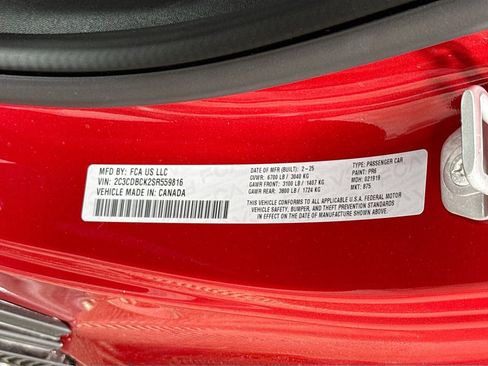 MFD BY: FCA US LLC
VIN: 2C3CDBCK2SR559816
VEHICLE MADE IN: CANADA
DATE OF MFR (BUILT): 2-25
GVWR: 6700 LB / 3040 KG
GAWR FRONT: 3100 LB / 1407 KG
GAWR REAR: 3800 LB / 1724 KG
TYPE: PASSENGER CAR
PAINT: PR6
MDH: 021919
MKT: 875
THIS VEHICLE CONFORMS TO ALL APPLICABLE U.S.A. FEDERAL MOTOR
VEHICLE SAFETY, BUMPER, AND THEFT PREVENTION STANDARDS
IN EFFECT ON THE DATE OF MANUFACTURE SHOWN ABOVE